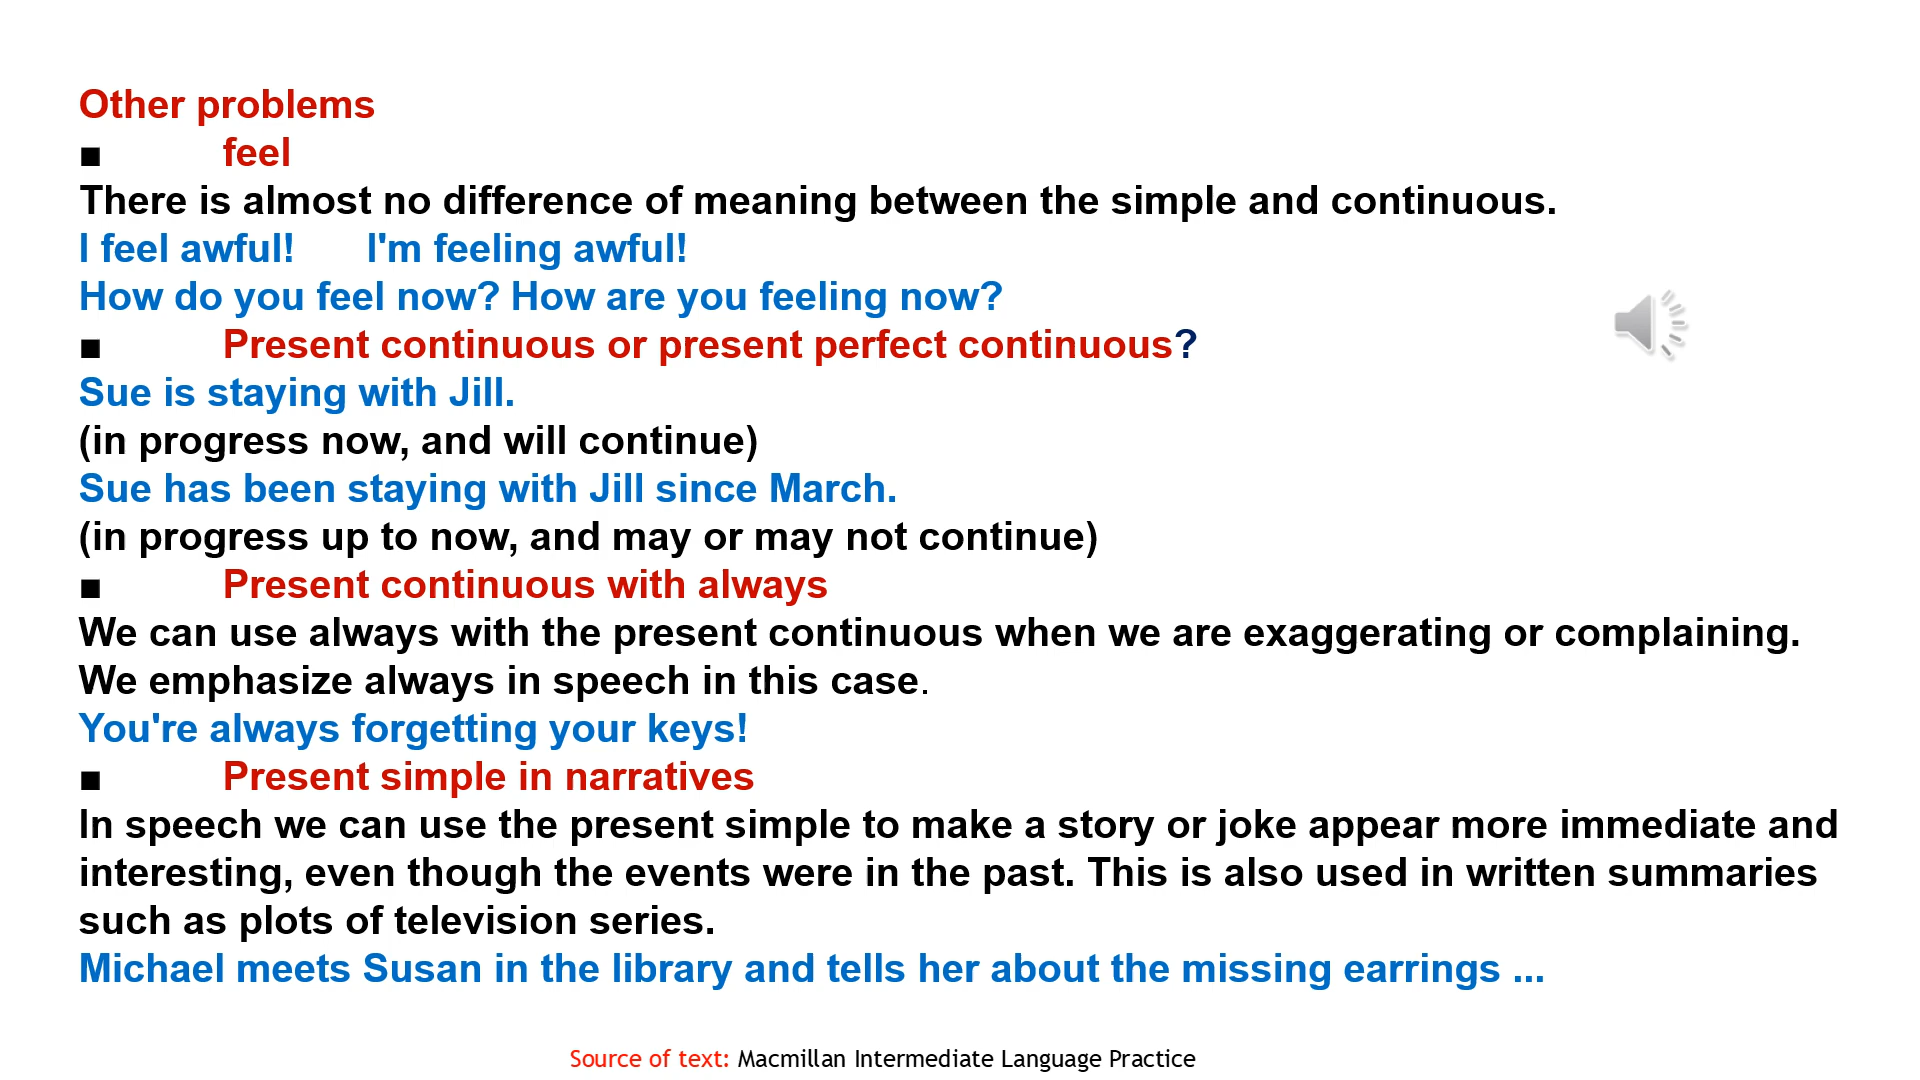 Other problems
■ feel
There is almost no difference of meaning between the simple and continuous.
I feel awful! I'm feeling awful!
How do you feel now? How are you feeling now?
■ Present continuous or present perfect continuous?
Sue is staying with Jill.
(in progress now, and will continue)
Sue has been staying with Jill since March.
(in progress up to now, and may or may not continue)
■ Present continuous with always
We can use always with the present continuous when we are exaggerating or complaining.
We emphasize always in speech in this case.
You're always forgetting your keys!
■ Present simple in narratives
In speech we can use the present simple to make a story or joke appear more immediate and
interesting, even though the events were in the past. This is also used in written summaries
such as plots of television series.
Michael meets Susan in the library and tells her about the missing earrings ...
Source of text: Macmillan Intermediate Language Practice